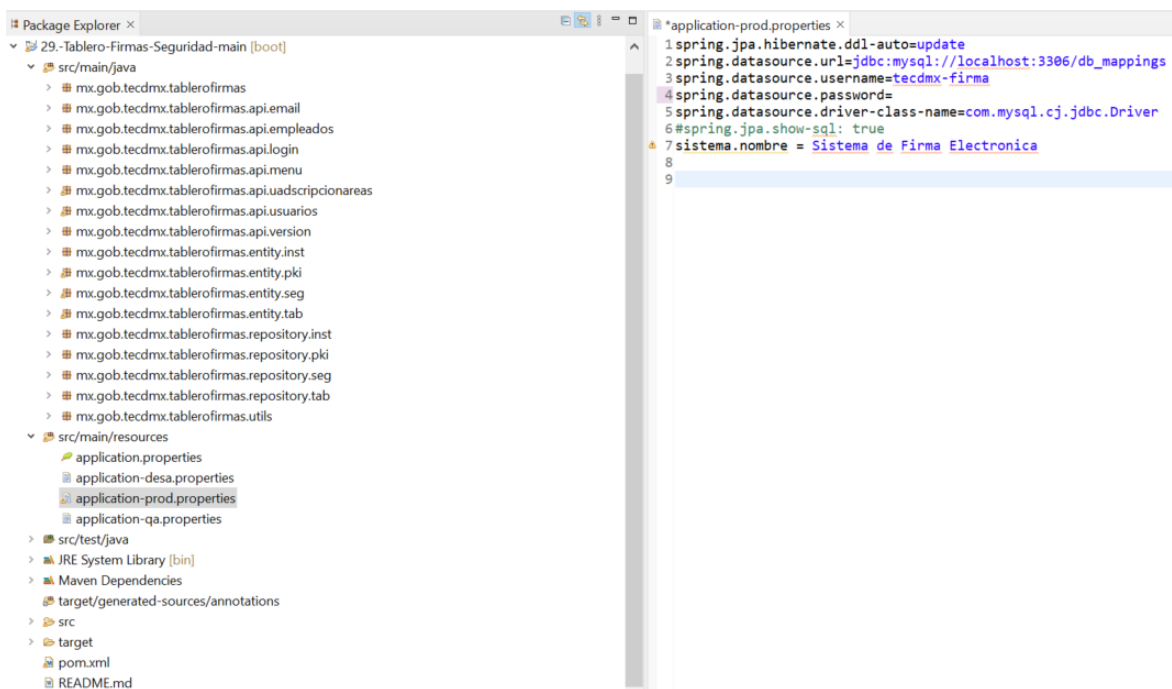 Package Explorer ×
29.-Tablero-Firmas-Seguridad-main [boot]
src/main/java
mx.gob.tecdmx.tablerofirmas
mx.gob.tecdmx.tablerofirmas.api.email
mx.gob.tecdmx.tablerofirmas.api.empleados
mx.gob.tecdmx.tablerofirmas.api.login
mx.gob.tecdmx.tablerofirmas.api.menu
mx.gob.tecdmx.tablerofirmas.api.uadscripcionareas
mx.gob.tecdmx.tablerofirmas.api.usuarios
mx.gob.tecdmx.tablerofirmas.api.version
mx.gob.tecdmx.tablerofirmas.entity.inst
mx.gob.tecdmx.tablerofirmas.entity.pki
mx.gob.tecdmx.tablerofirmas.entity.seg
mx.gob.tecdmx.tablerofirmas.entity.tab
mx.gob.tecdmx.tablerofirmas.repository.inst
mx.gob.tecdmx.tablerofirmas.repository.pki
mx.gob.tecdmx.tablerofirmas.repository.seg
mx.gob.tecdmx.tablerofirmas.repository.tab
mx.gob.tecdmx.tablerofirmas.utils
src/main/resources
application.properties
application-desa.properties
application-prod.properties
application-qa.properties
src/test/java
JRE System Library [bin]
Maven Dependencies
target/generated-sources/annotations
src
target
pom.xml
README.md
*application-prod.properties ×
1 spring.jpa.hibernate.ddl-auto=update
2 spring.datasource.url=jdbc:mysql://localhost:3306/db_mappings
3 spring.datasource.username=tecdmx-firma
4 spring.datasource.password=
5 spring.datasource.driver-class-name=com.mysql.cj.jdbc.Driver
6 #spring.jpa.show-sql: true
7 sistema.nombre = Sistema de Firma Electronica
8
9